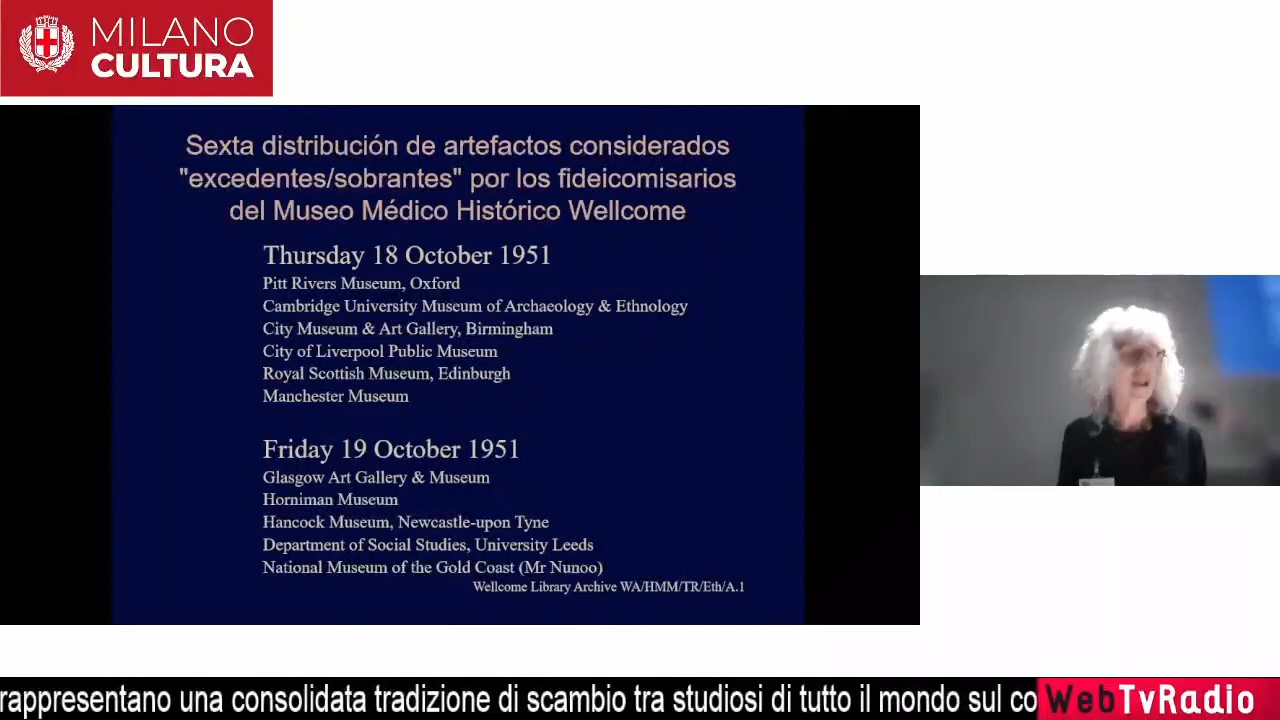 MILANO
CULTURA
Sexta distribución de artefactos considerados
"excedentes/sobrantes" por los fideicomisarios
del Museo Médico Histórico Wellcome
Thursday 18 October 1951
Pitt Rivers Museum, Oxford
Cambridge University Museum of Archaeology & Ethnology
City Museum & Art Gallery, Birmingham
City of Liverpool Public Museum
Royal Scottish Museum, Edinburgh
Manchester Museum
Friday 19 October 1951
Glasgow Art Gallery & Museum
Horniman Museum
Hancock Museum, Newcastle-upon Tyne
Department of Social Studies, University Leeds
National Museum of the Gold Coast (Mr Nunoo)
Wellcome Library Archive WA/HMM/TR/Eth/A.1
rappresentano una consolidata tradizione di scambio tra studiosi di tutto il mondo sul co
WebTvRadio